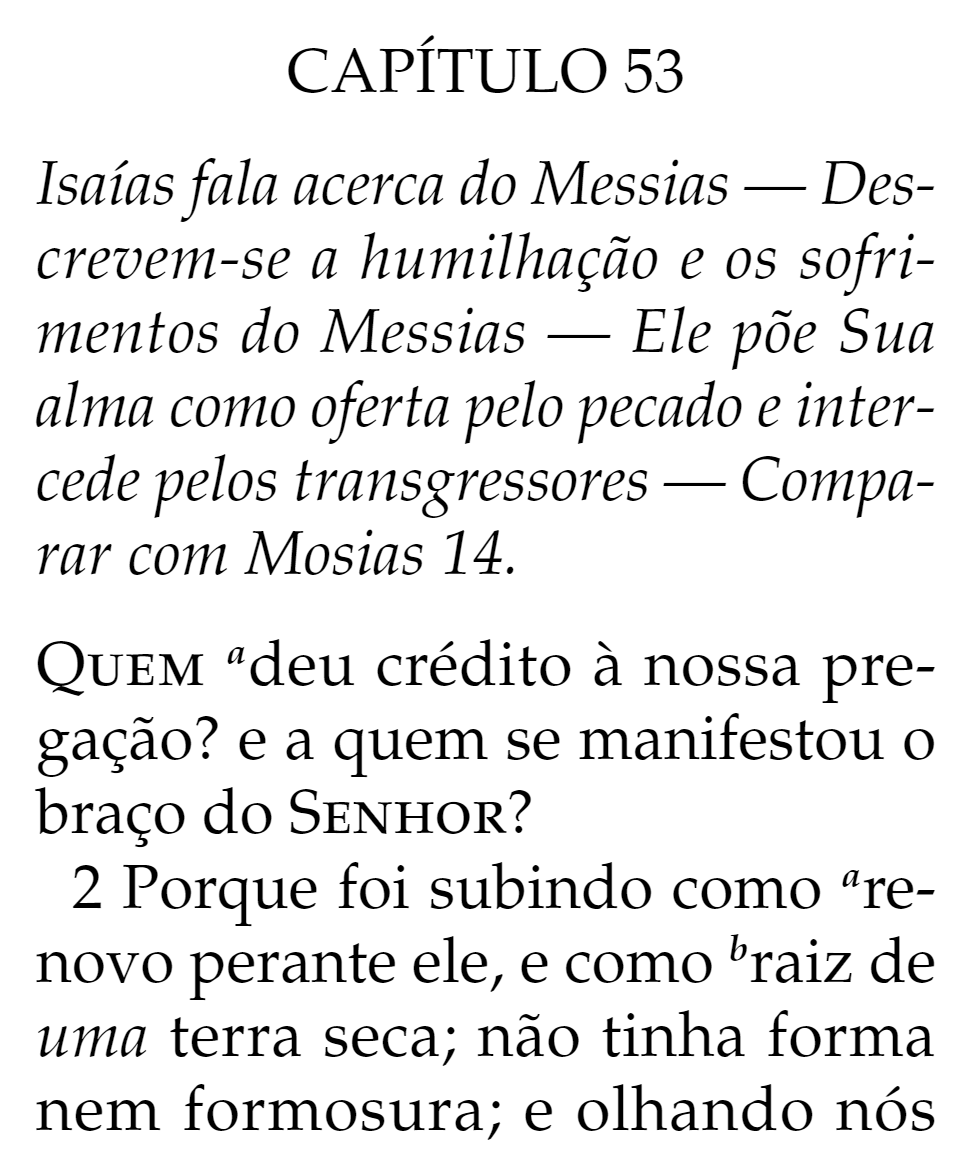 CAPÍTULO 53
Isaías fala acerca do Messias — Des-
crevem-se a humilhação e os sofri-
mentos do Messias — Ele põe Sua
alma como oferta pelo pecado e inter-
cede pelos transgressores — Compa-
rar com Mosias 14.
QUEM ᵃdeu crédito à nossa pre-
gação? e a quem se manifestou o
braço do SENHOR?
2 Porque foi subindo como ᵃre-
novo perante ele, e como ᵇraiz de
uma terra seca; não tinha forma
nem formosura; e olhando nós